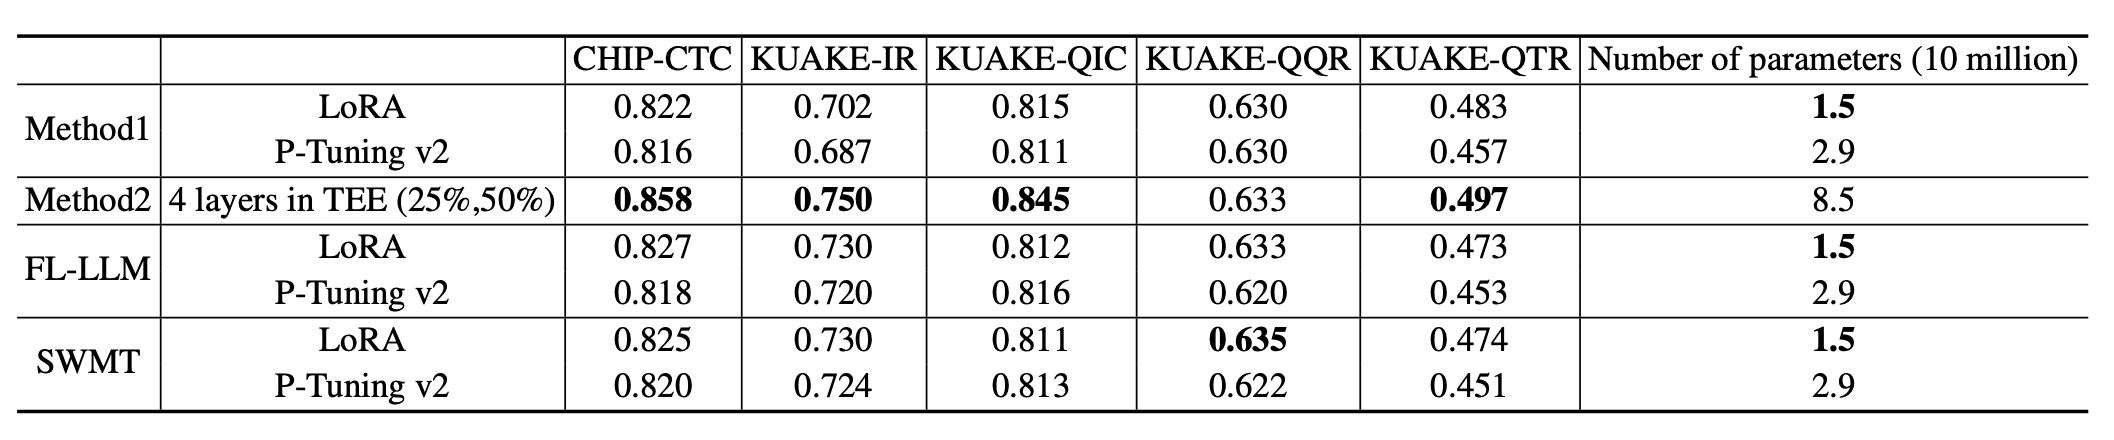 CHIP-CTC KUAKE-IR KUAKE-QIC KUAKE-QQR KUAKE-QTR Number of parameters (10 million)
Method1 LoRA 0.822 0.702 0.815 0.630 0.483 1.5
P-Tuning v2 0.816 0.687 0.811 0.630 0.457 2.9
Method2 4 layers in TEE (25%,50%) 0.858 0.750 0.845 0.633 0.497 8.5
FL-LLM LoRA 0.827 0.730 0.812 0.633 0.473 1.5
P-Tuning v2 0.818 0.720 0.816 0.620 0.453 2.9
SWMT LoRA 0.825 0.730 0.811 0.635 0.474 1.5
P-Tuning v2 0.820 0.724 0.813 0.622 0.451 2.9